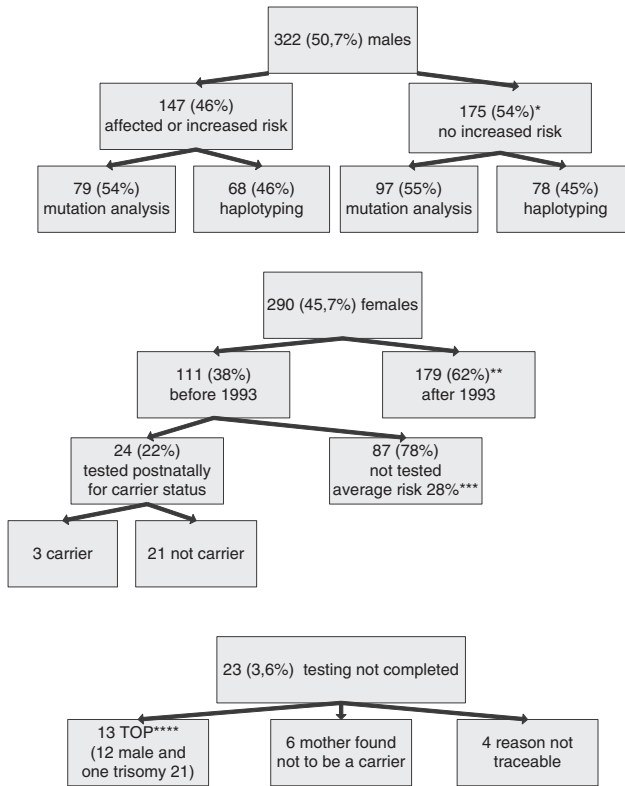 322 (50,7%) males
147 (46%)
affected or increased risk
175 (54%)*
no increased risk
79 (54%)
mutation analysis
68 (46%)
haplotyping
97 (55%)
mutation analysis
78 (45%)
haplotyping
290 (45,7%) females
111 (38%)
before 1993
179 (62%)**
after 1993
24 (22%)
tested postnatally
for carrier status
87 (78%)
not tested
average risk 28%***
3 carrier
21 not carrier
23 (3,6%) testing not completed
13 TOP****
(12 male and
one trisomy 21)
6 mother found
not to be a carrier
4 reason not
traceable